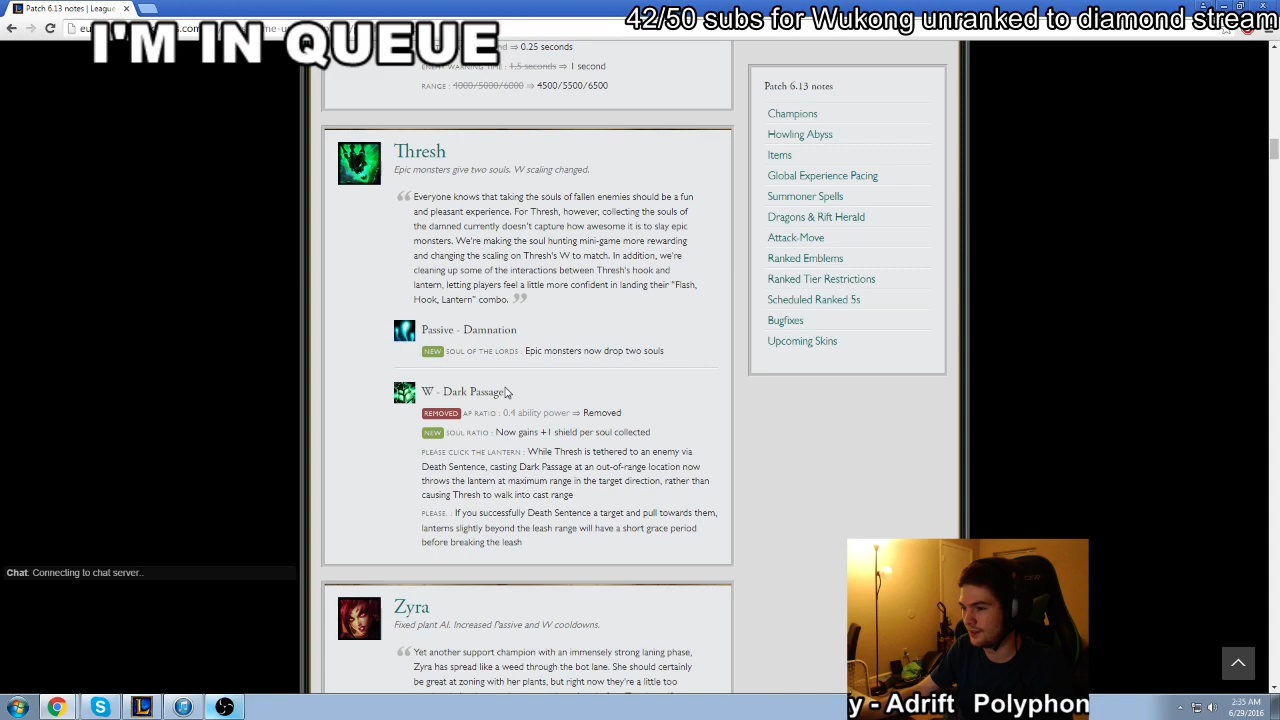 Patch 6.13 notes | League
I'M IN QUEUE
42/50 subs for Wukong unranked to diamond stream
⇒ 0.25 seconds
ENEMY WARNING TIME : 1.5 seconds ⇒ 1 second
RANGE : 4000/5000/6000 ⇒ 4500/5500/6500
Thresh
Epic monsters give two souls. W scaling changed.
Everyone knows that taking the souls of fallen enemies should be a fun
and pleasant experience. For Thresh, however, collecting the souls of
the damned currently doesn't capture how awesome it is to slay epic
monsters. We're making the soul hunting mini-game more rewarding
and changing the scaling on Thresh's W to match. In addition, we're
cleaning up some of the interactions between Thresh's hook and
lantern, letting players feel a little more confident in landing their "Flash,
Hook, Lantern" combo.
Passive - Damnation
NEW SOUL OF THE LORDS : Epic monsters now drop two souls
W - Dark Passage
REMOVED AP RATIO : 0.4 ability power ⇒ Removed
NEW SOUL RATIO : Now gains +1 shield per soul collected
PLEASE CLICK THE LANTERN : While Thresh is tethered to an enemy via
Death Sentence, casting Dark Passage at an out-of-range location now
throws the lantern at maximum range in the target direction, rather than
causing Thresh to walk into cast range
PLEASE. : If you successfully Death Sentence a target and pull towards them,
lanterns slightly beyond the leash range will have a short grace period
before breaking the leash
Zyra
Fixed plant AI. Increased Passive and W cooldowns.
Yet another support champion with an immensely strong laning phase,
Zyra has spread like a weed through the bot lane. She should certainly
be great at zoning with her plants, but right now they're a little too
Patch 6.13 notes
Champions
Howling Abyss
Items
Global Experience Pacing
Summoner Spells
Dragons & Rift Herald
Attack-Move
Ranked Emblems
Ranked Tier Restrictions
Scheduled Ranked 5s
Bugfixes
Upcoming Skins
Chat: Connecting to chat server..
y - Adrift Polyphon
2:35 AM
6/29/2016